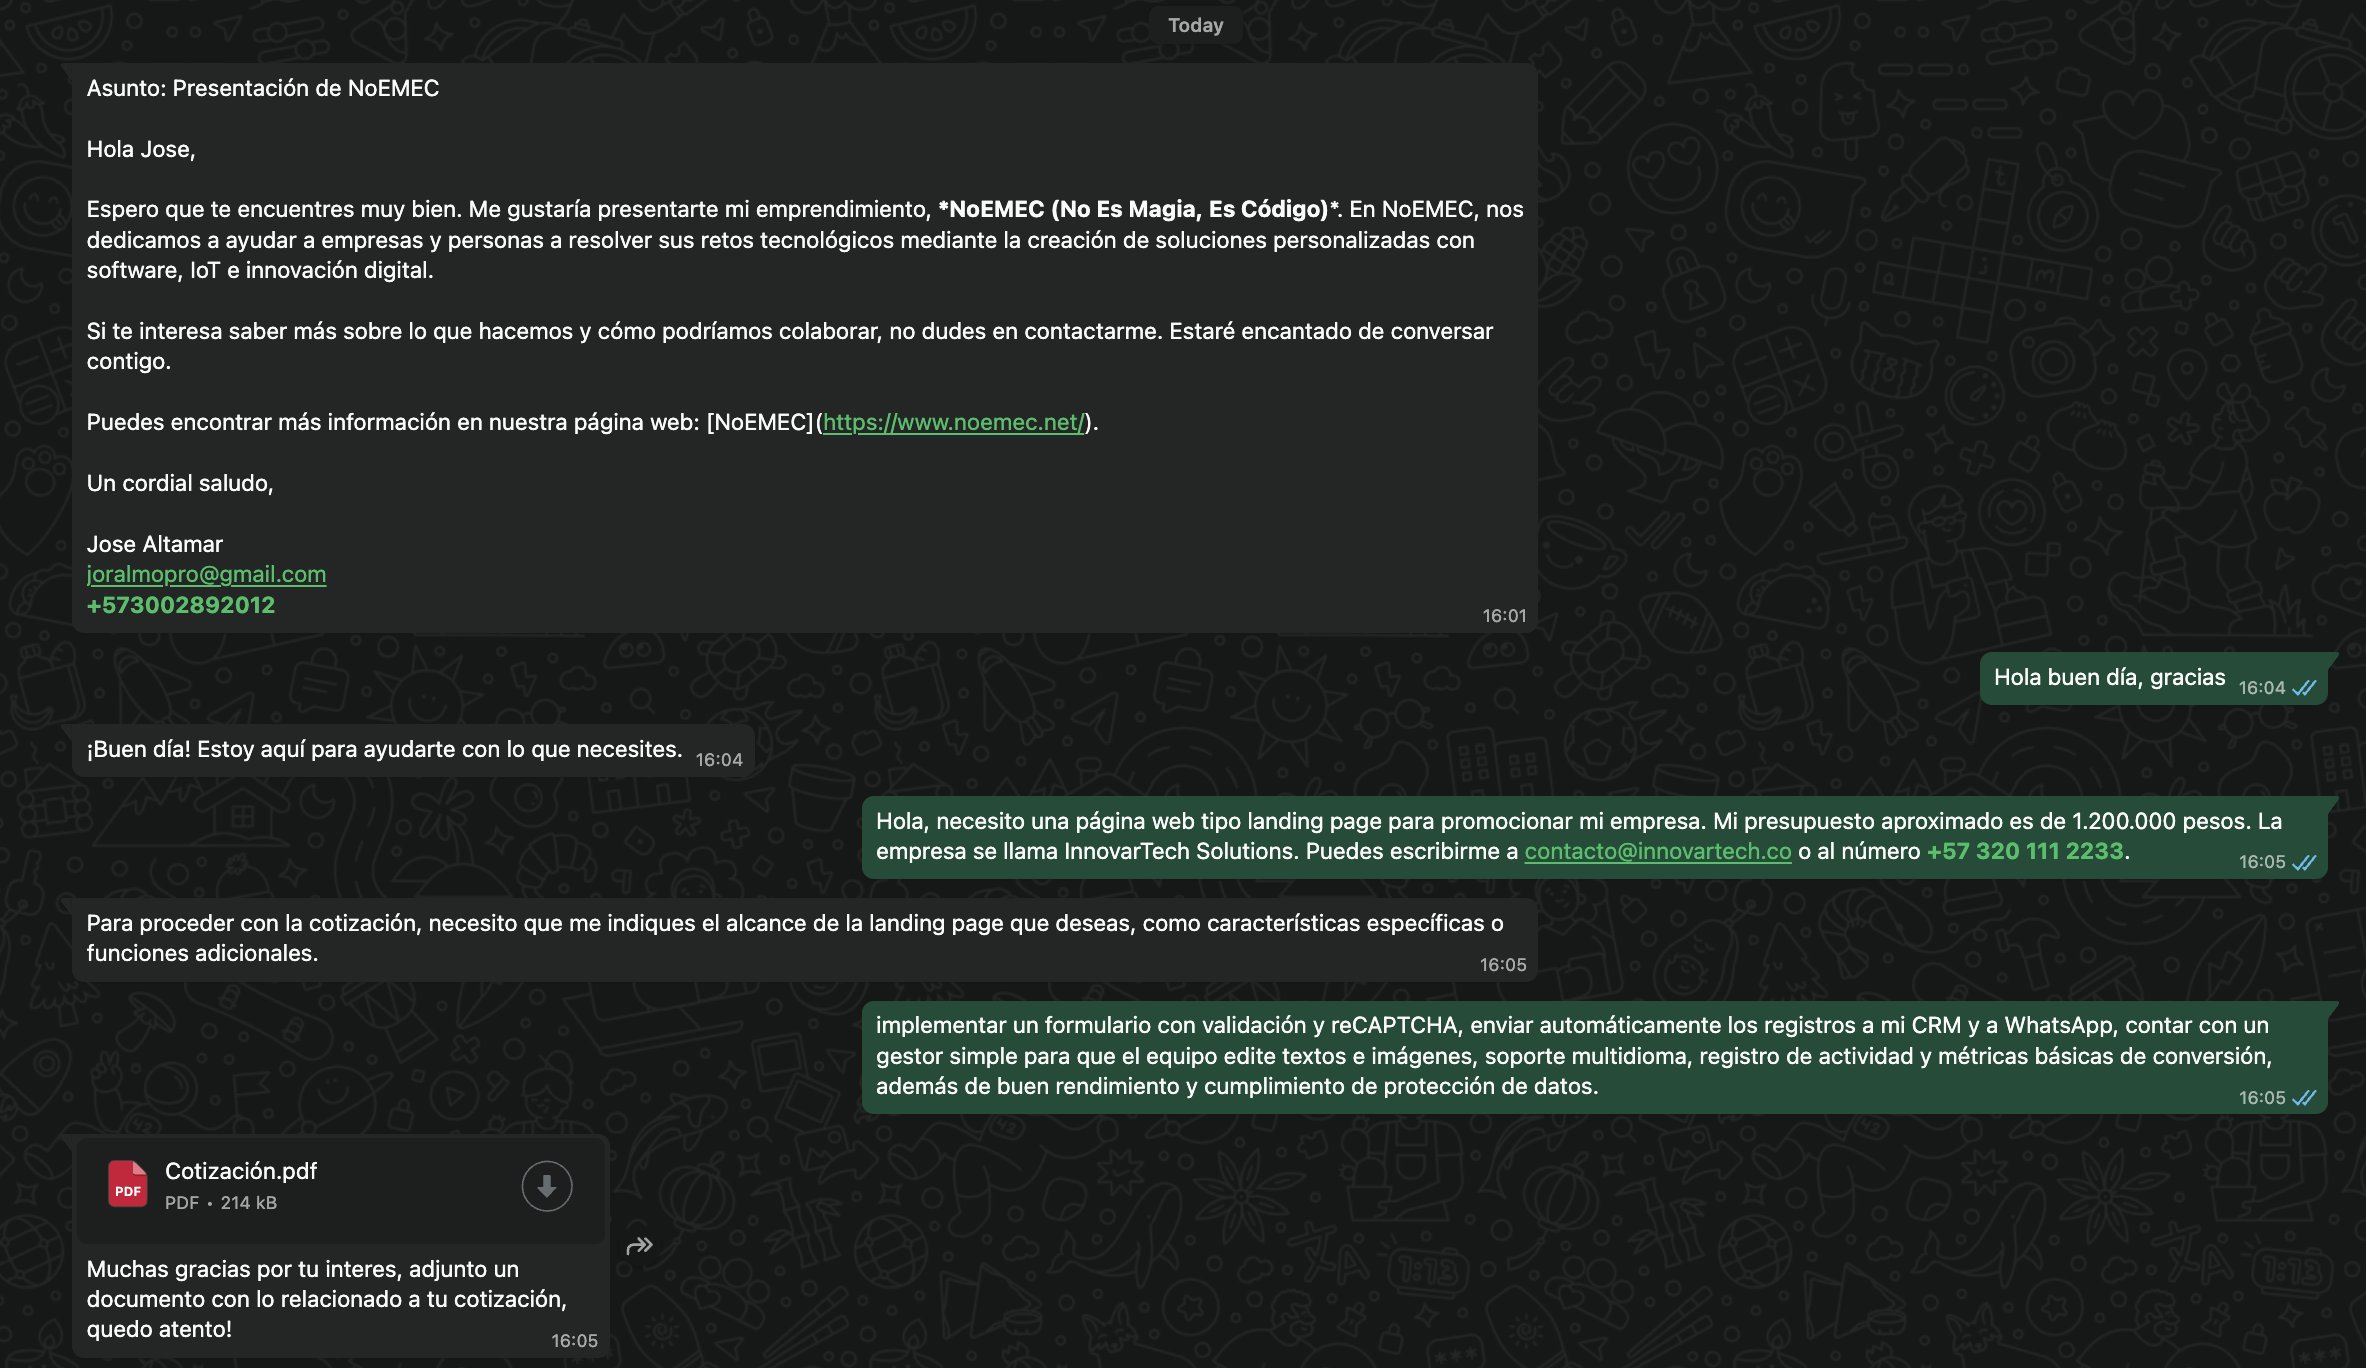 Today
Asunto: Presentación de NoEMEC
Hola Jose,
Espero que te encuentres muy bien. Me gustaría presentarte mi emprendimiento, *NoEMEC (No Es Magia, Es Código)*. En NoEMEC, nos
dedicamos a ayudar a empresas y personas a resolver sus retos tecnológicos mediante la creación de soluciones personalizadas con
software, IoT e innovación digital.
Si te interesa saber más sobre lo que hacemos y cómo podríamos colaborar, no dudes en contactarme. Estaré encantado de conversar
contigo.
Puedes encontrar más información en nuestra página web: [NoEMEC](https://www.noemec.net/).
Un cordial saludo,
Jose Altamar
joralmopro@gmail.com
+573002892012
16:01
Hola buen día, gracias 16:04
¡Buen día! Estoy aquí para ayudarte con lo que necesites. 16:04
Hola, necesito una página web tipo landing page para promocionar mi empresa. Mi presupuesto aproximado es de 1.200.000 pesos. La
empresa se llama InnovarTech Solutions. Puedes escribirme a contacto@innovartech.co o al número +57 320 111 2233.
16:05
Para proceder con la cotización, necesito que me indiques el alcance de la landing page que deseas, como características específicas o
funciones adicionales.
16:05
implementar un formulario con validación y reCAPTCHA, enviar automáticamente los registros a mi CRM y a WhatsApp, contar con un
gestor simple para que el equipo edite textos e imágenes, soporte multidioma, registro de actividad y métricas básicas de conversión,
además de buen rendimiento y cumplimiento de protección de datos.
16:05
PDF
Cotización.pdf
PDF • 214 kB
Muchas gracias por tu interes, adjunto un
documento con lo relacionado a tu cotización,
quedo atento!
16:05